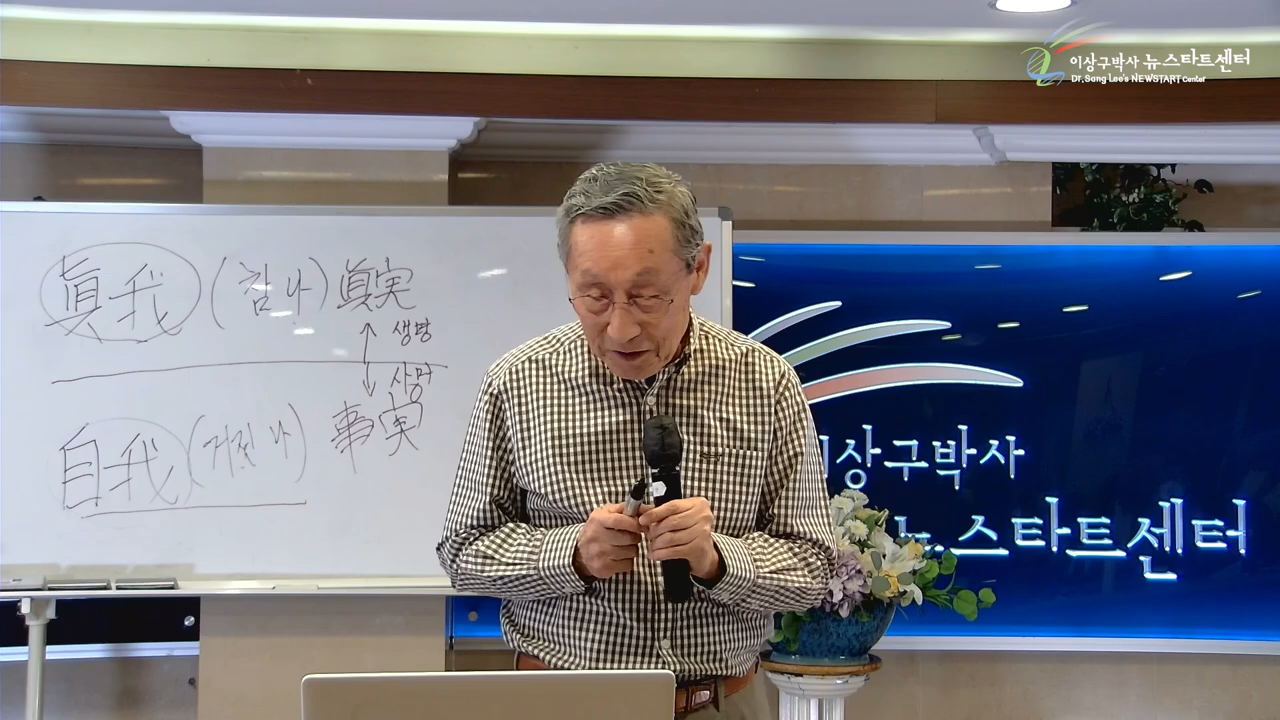 이상구박사 뉴스타트센터
Dr. Sang Lee's NEWSTART Center
眞我 (참나) 眞実
생명
사망
自我 (거짓나) 事実
이상구박사
뉴스타트센터